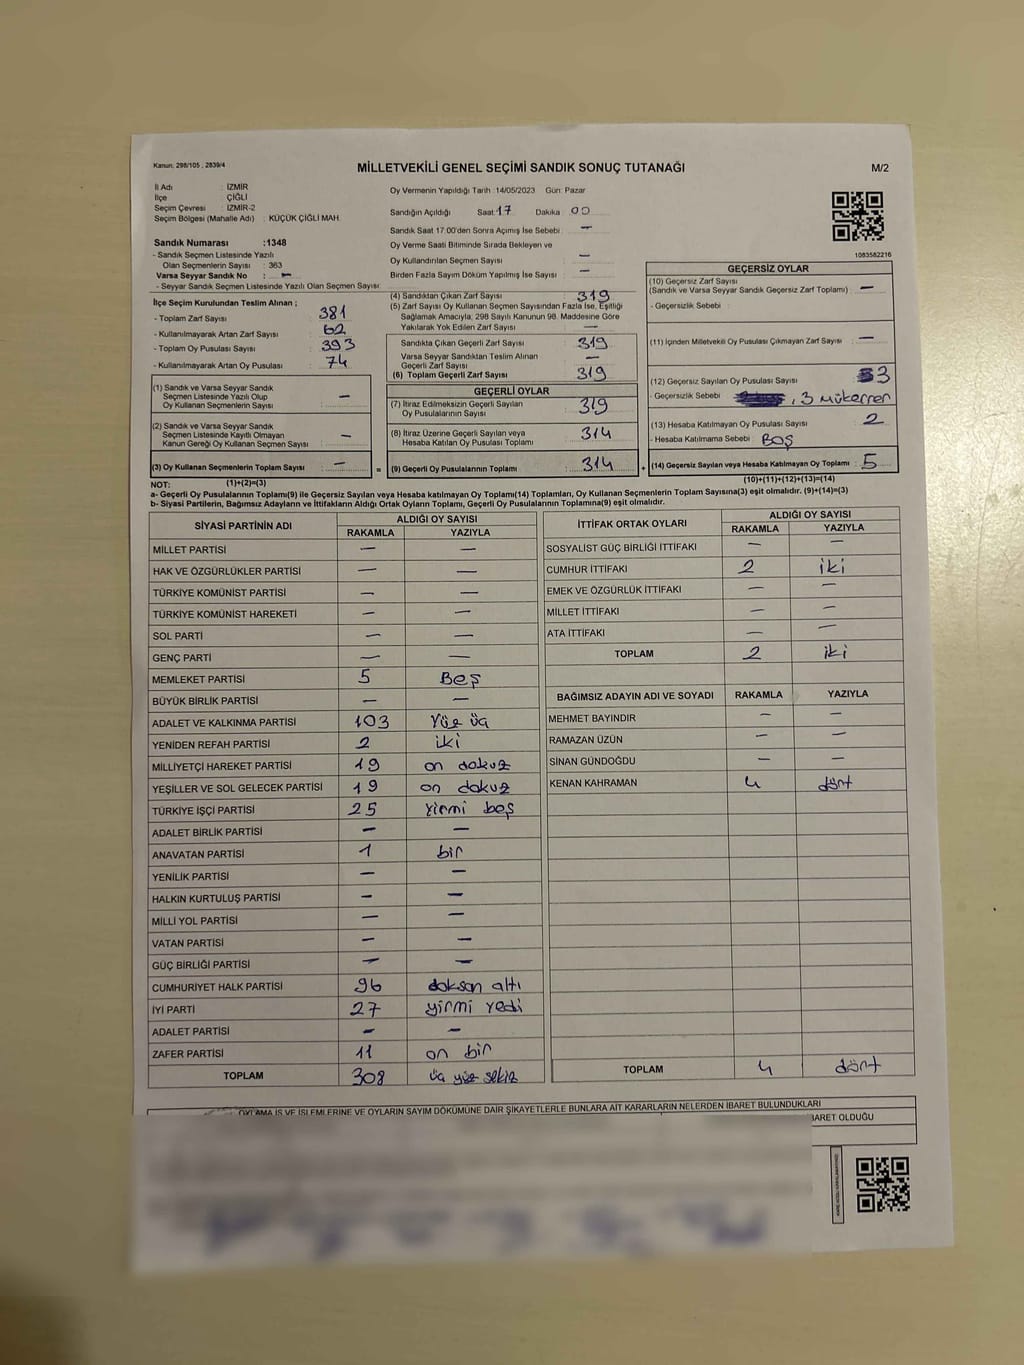 Kanun: 298/105 , 2839/4
MİLLETVEKİLİ GENEL SEÇİMİ SANDIK SONUÇ TUTANAĞI
M/2
İl Adı : İZMİR
İlçe : ÇİĞLİ
Seçim Çevresi : İZMİR-2
Seçim Bölgesi (Mahalle Adı) : KÜÇÜK ÇİĞLİ MAH.
Sandık Numarası :1348
- Sandık Seçmen Listesinde Yazılı
Olan Seçmenlerin Sayısı : 363
Varsa Seyyar Sandık No : —
- Seyyar Sandık Seçmen Listesinde Yazılı Olan Seçmen Sayısı:
Oy Vermenin Yapıldığı Tarih :14/05/2023 Gün: Pazar
Sandığın Açıldığı Saat 17 Dakika 00
Sandık Saat 17:00'den Sonra Açılmış İse Sebebi : —
Oy Verme Saati Bitiminde Sırada Bekleyen ve
Oy Kullandırılan Seçmen Sayısı : —
Birden Fazla Sayım Döküm Yapılmış İse Sayısı : —
1083582216
İlçe Seçim Kurulundan Teslim Alınan ;
- Toplam Zarf Sayısı : 381
- Kullanılmayarak Artan Zarf Sayısı : 62
- Toplam Oy Pusulası Sayısı : 393
- Kullanılmayarak Artan Oy Pusulası : 74
(1) Sandık ve Varsa Seyyar Sandık
Seçmen Listesinde Yazılı Olup
Oy Kullanan Seçmenlerin Sayısı : —
(2) Sandık ve Varsa Seyyar Sandık
Seçmen Listesinde Kayıtlı Olmayan
Kanun Gereği Oy Kullanan Seçmen Sayısı : —
(3) Oy Kullanan Seçmenlerin Toplam Sayısı : —
(4) Sandıktan Çıkan Zarf Sayısı : 319
(5) Zarf Sayısı Oy Kullanan Seçmen Sayısından Fazla İse, Eşitliği
Sağlamak Amacıyla; 298 Sayılı Kanunun 98. Maddesine Göre
Yakılarak Yok Edilen Zarf Sayısı : —
Sandıkta Çıkan Geçerli Zarf Sayısı : 319
Varsa Seyyar Sandıktan Teslim Alınan
Geçerli Zarf Sayısı : —
(6) Toplam Geçerli Zarf Sayısı : 319
GEÇERLİ OYLAR
(7) İtiraz Edilmeksizin Geçerli Sayılan
Oy Pusulalarının Sayısı : 319
(8) İtiraz Üzerine Geçerli Sayılan veya
Hesaba Katılan Oy Pusulası Toplamı : 314
= (9) Geçerli Oy Pusulalarının Toplamı : 314 +
GEÇERSİZ OYLAR
(10) Geçersiz Zarf Sayısı
(Sandık ve Varsa Seyyar Sandık Geçersiz Zarf Toplamı) : —
- Geçersizlik Sebebi :
(11) İçinden Milletvekili Oy Pusulası Çıkmayan Zarf Sayısı : —
(12) Geçersiz Sayılan Oy Pusulası Sayısı : 3
- Geçersizlik Sebebi : , 3 Mükerrer
(13) Hesaba Katılmayan Oy Pusulası Sayısı : 2
- Hesaba Katılmama Sebebi : BOŞ
(14) Geçersiz Sayılan veya Hesaba Katılmayan Oy Toplamı : 5
NOT: (1)+(2)=(3) (10)+(11)+(12)+(13)=(14)
a- Geçerli Oy Pusulalarının Toplamı(9) ile Geçersiz Sayılan veya Hesaba katılmayan Oy Toplamı(14) Toplamları, Oy Kullanan Seçmenlerin Toplam Sayısına(3) eşit olmalıdır. (9)+(14)=(3)
b- Siyasi Partilerin, Bağımsız Adayların ve İttifakların Aldığı Ortak Oyların Toplamı, Geçerli Oy Pusulalarının Toplamına(9) eşit olmalıdır.
SİYASİ PARTİNİN ADI ALDIĞI OY SAYISI
RAKAMLA YAZIYLA
MİLLET PARTİSİ — —
HAK VE ÖZGÜRLÜKLER PARTİSİ — —
TÜRKİYE KOMÜNİST PARTİSİ — —
TÜRKİYE KOMÜNİST HAREKETİ — —
SOL PARTİ — —
GENÇ PARTİ — —
MEMLEKET PARTİSİ 5 Beş
BÜYÜK BİRLİK PARTİSİ — —
ADALET VE KALKINMA PARTİSİ 103 Yüz üç
YENİDEN REFAH PARTİSİ 2 iki
MİLLİYETÇİ HAREKET PARTİSİ 19 on dokuz
YEŞİLLER VE SOL GELECEK PARTİSİ 19 on dokuz
TÜRKİYE İŞÇİ PARTİSİ 25 Yirmi beş
ADALET BİRLİK PARTİSİ — —
ANAVATAN PARTİSİ 1 bir
YENİLİK PARTİSİ — —
HALKIN KURTULUŞ PARTİSİ — —
MİLLİ YOL PARTİSİ — —
VATAN PARTİSİ — —
GÜÇ BİRLİĞİ PARTİSİ — —
CUMHURİYET HALK PARTİSİ 96 doksan altı
İYİ PARTİ 27 yirmi yedi
ADALET PARTİSİ — —
ZAFER PARTİSİ 11 on bir
TOPLAM 308 üç yüz sekiz
İTTİFAK ORTAK OYLARI ALDIĞI OY SAYISI
RAKAMLA YAZIYLA
SOSYALİST GÜÇ BİRLİĞİ İTTİFAKI — —
CUMHUR İTTİFAKI 2 iki
EMEK VE ÖZGÜRLÜK İTTİFAKI — —
MİLLET İTTİFAKI — —
ATA İTTİFAKI — —
TOPLAM 2 iki
BAĞIMSIZ ADAYIN ADI VE SOYADI RAKAMLA YAZIYLA
MEHMET BAYINDIR — —
RAMAZAN ÜZÜN — —
SİNAN GÜNDOĞDU — —
KENAN KAHRAMAN 4 dört
TOPLAM 4 dört
OYLAMA İŞ VE İŞLEMLERİNE VE OYLARIN SAYIM DÖKÜMÜNE DAİR ŞİKAYETLERLE BUNLARA AİT KARARLARIN NELERDEN İBARET BULUNDUKLARI
OLDUĞU